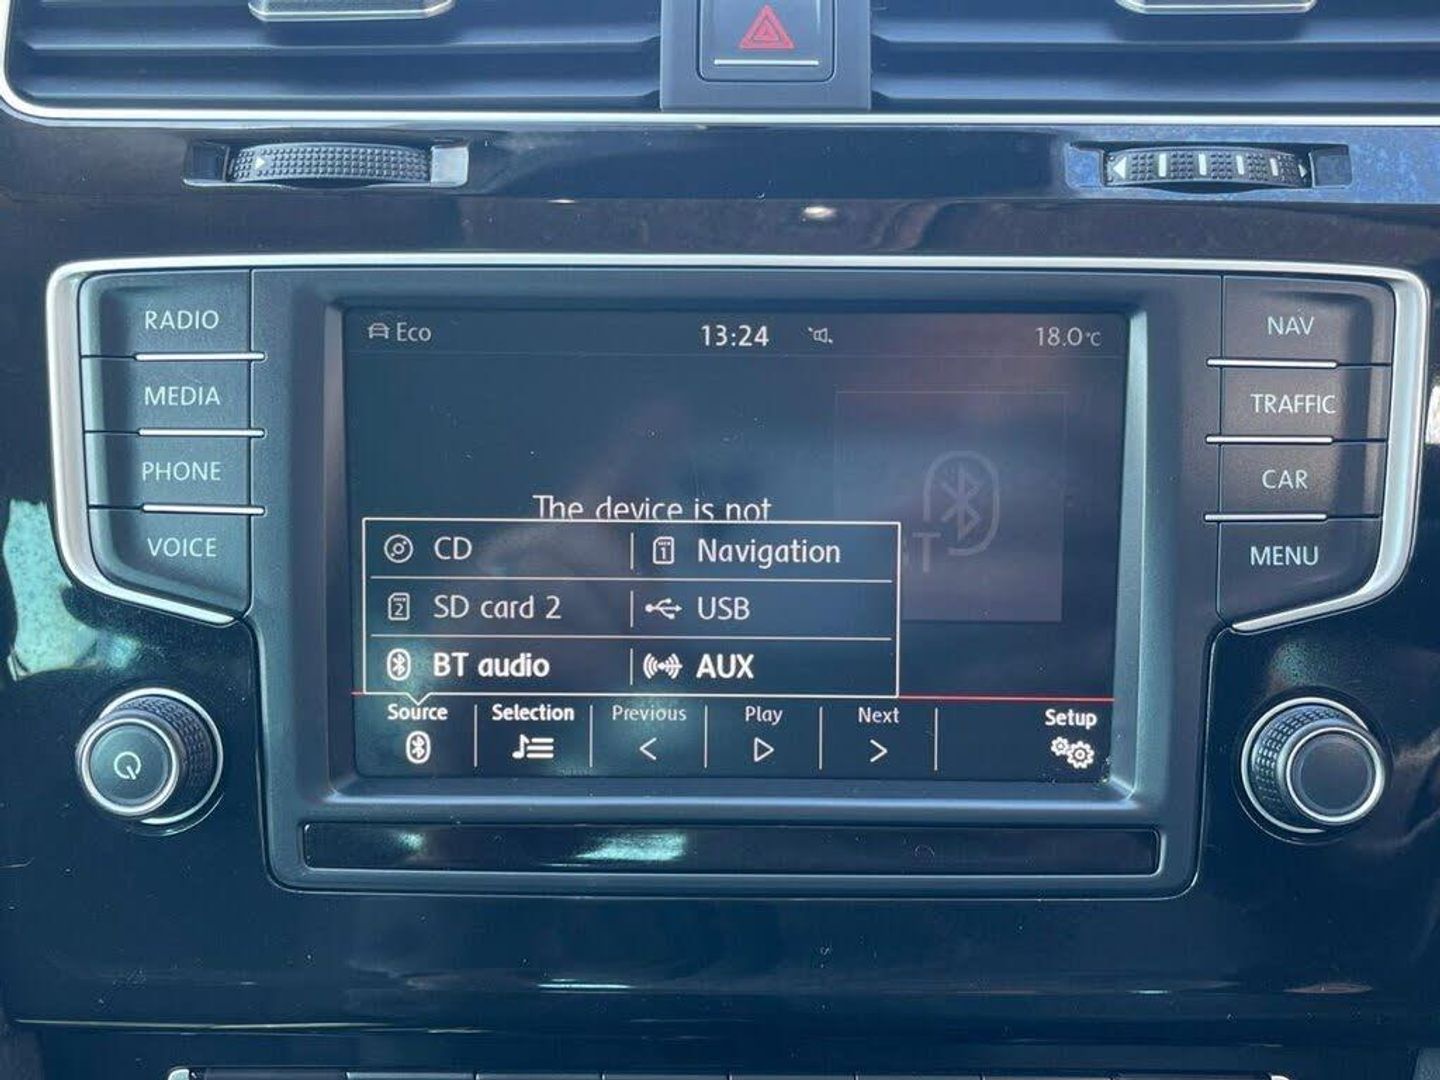 RADIO
MEDIA
PHONE
VOICE
Eco
13:24
18.0°C
The device is not
BT
CD
Navigation
SD card 2
USB
BT audio
AUX
Source
Selection
Previous
Play
Next
Setup
NAV
TRAFFIC
CAR
MENU